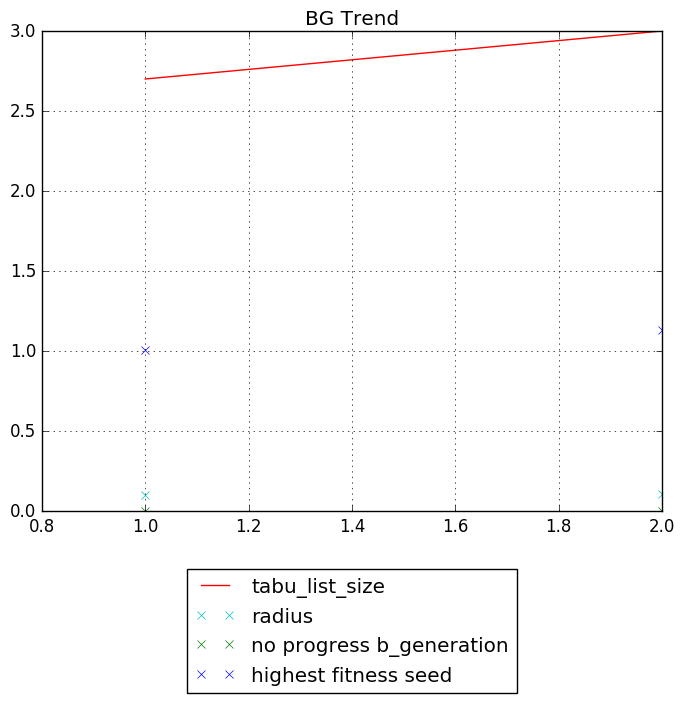 BG Trend
3.0
2.5
2.0
1.5
1.0
0.5
0.0
0.8 1.0 1.2 1.4 1.6 1.8 2.0
tabu_list_size
radius
no progress b_generation
highest fitness seed